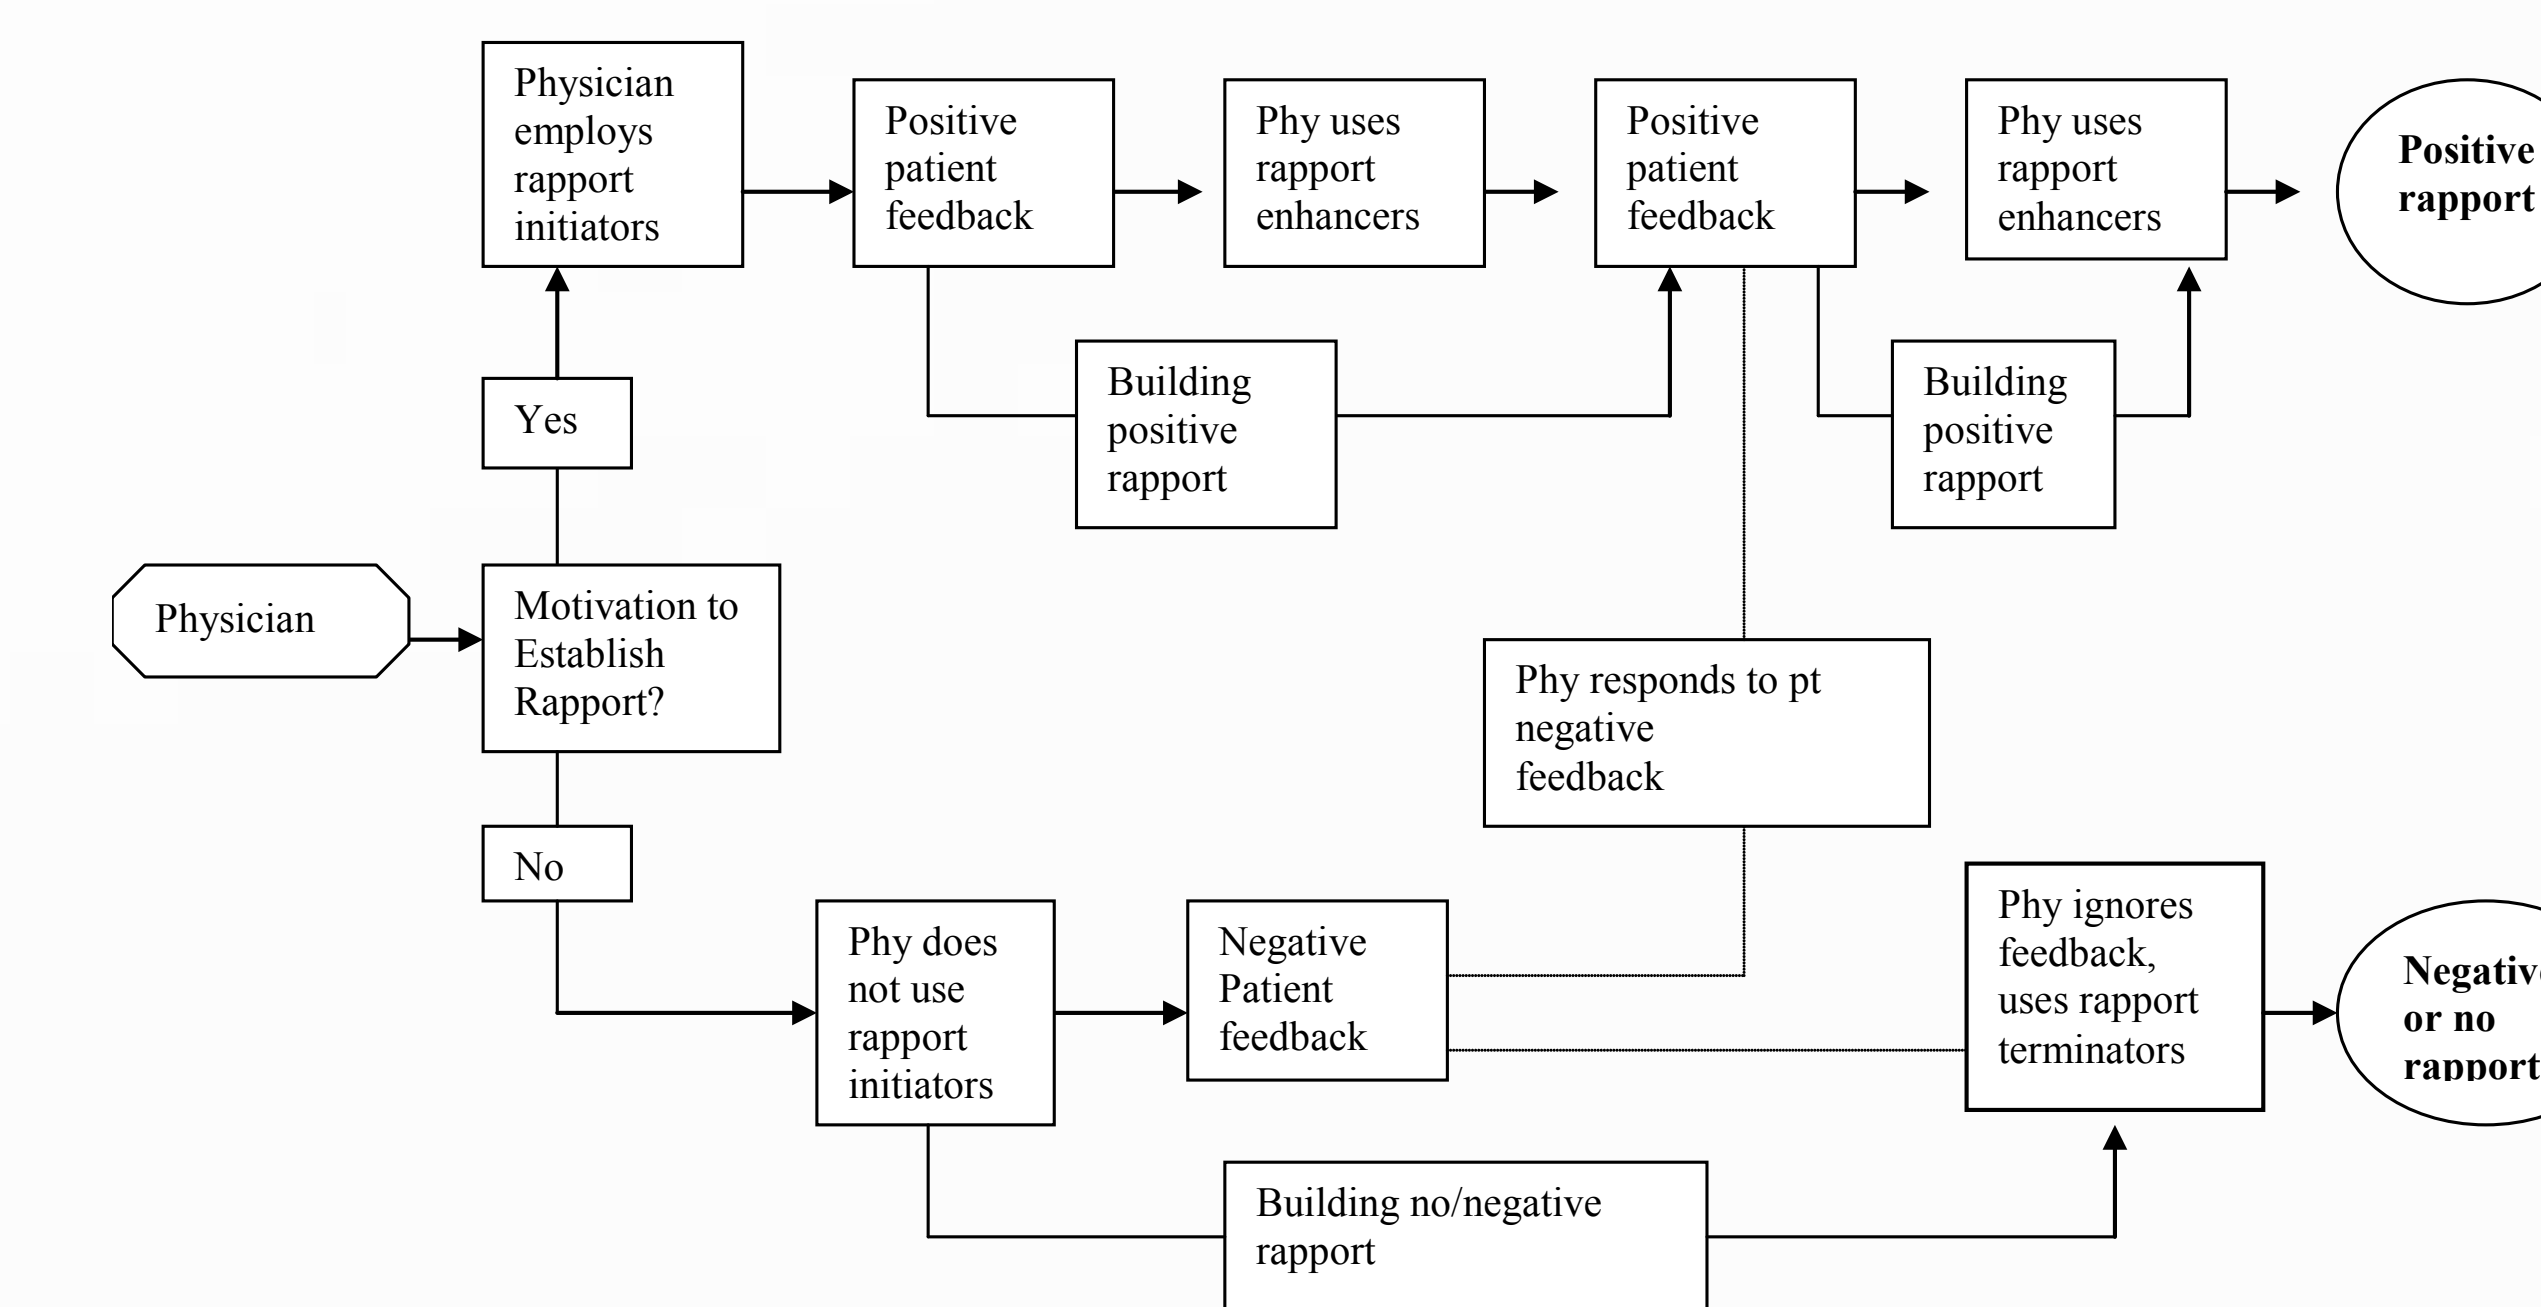 Physician
employs
rapport
initiators
Positive
patient
feedback
Phy uses
rapport
enhancers
Positive
patient
feedback
Phy uses
rapport
enhancers
Positive
rapport
Building
positive
rapport
Building
positive
rapport
Yes
Physician
Motivation to
Establish
Rapport?
Phy responds to pt
negative
feedback
No
Phy does
not use
rapport
initiators
Negative
Patient
feedback
Phy ignores
feedback,
uses rapport
terminators
Negative
or no
rapport
Building no/negative
rapport